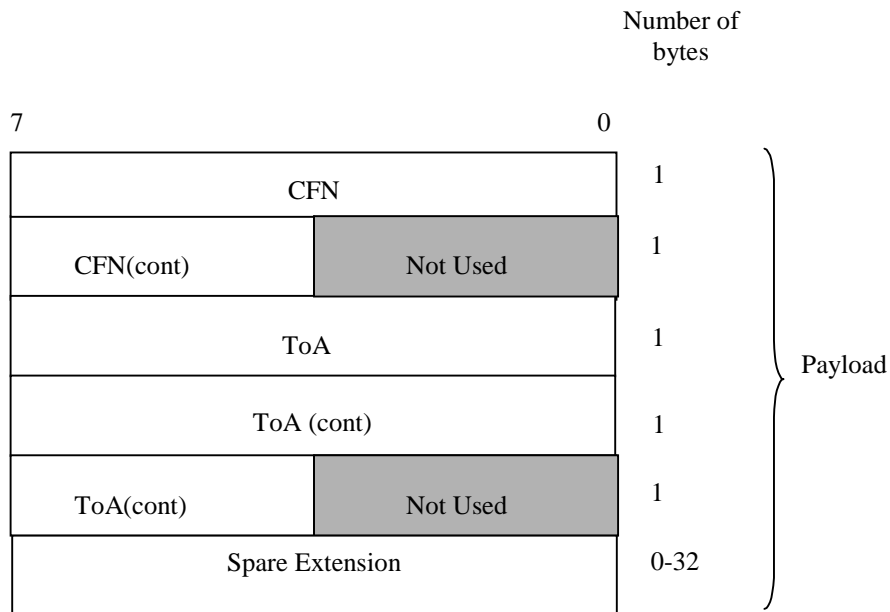 Number of
bytes
7 0
CFN 1
CFN(cont) Not Used 1
ToA 1
Payload
ToA (cont) 1
ToA(cont) Not Used 1
Spare Extension 0-32